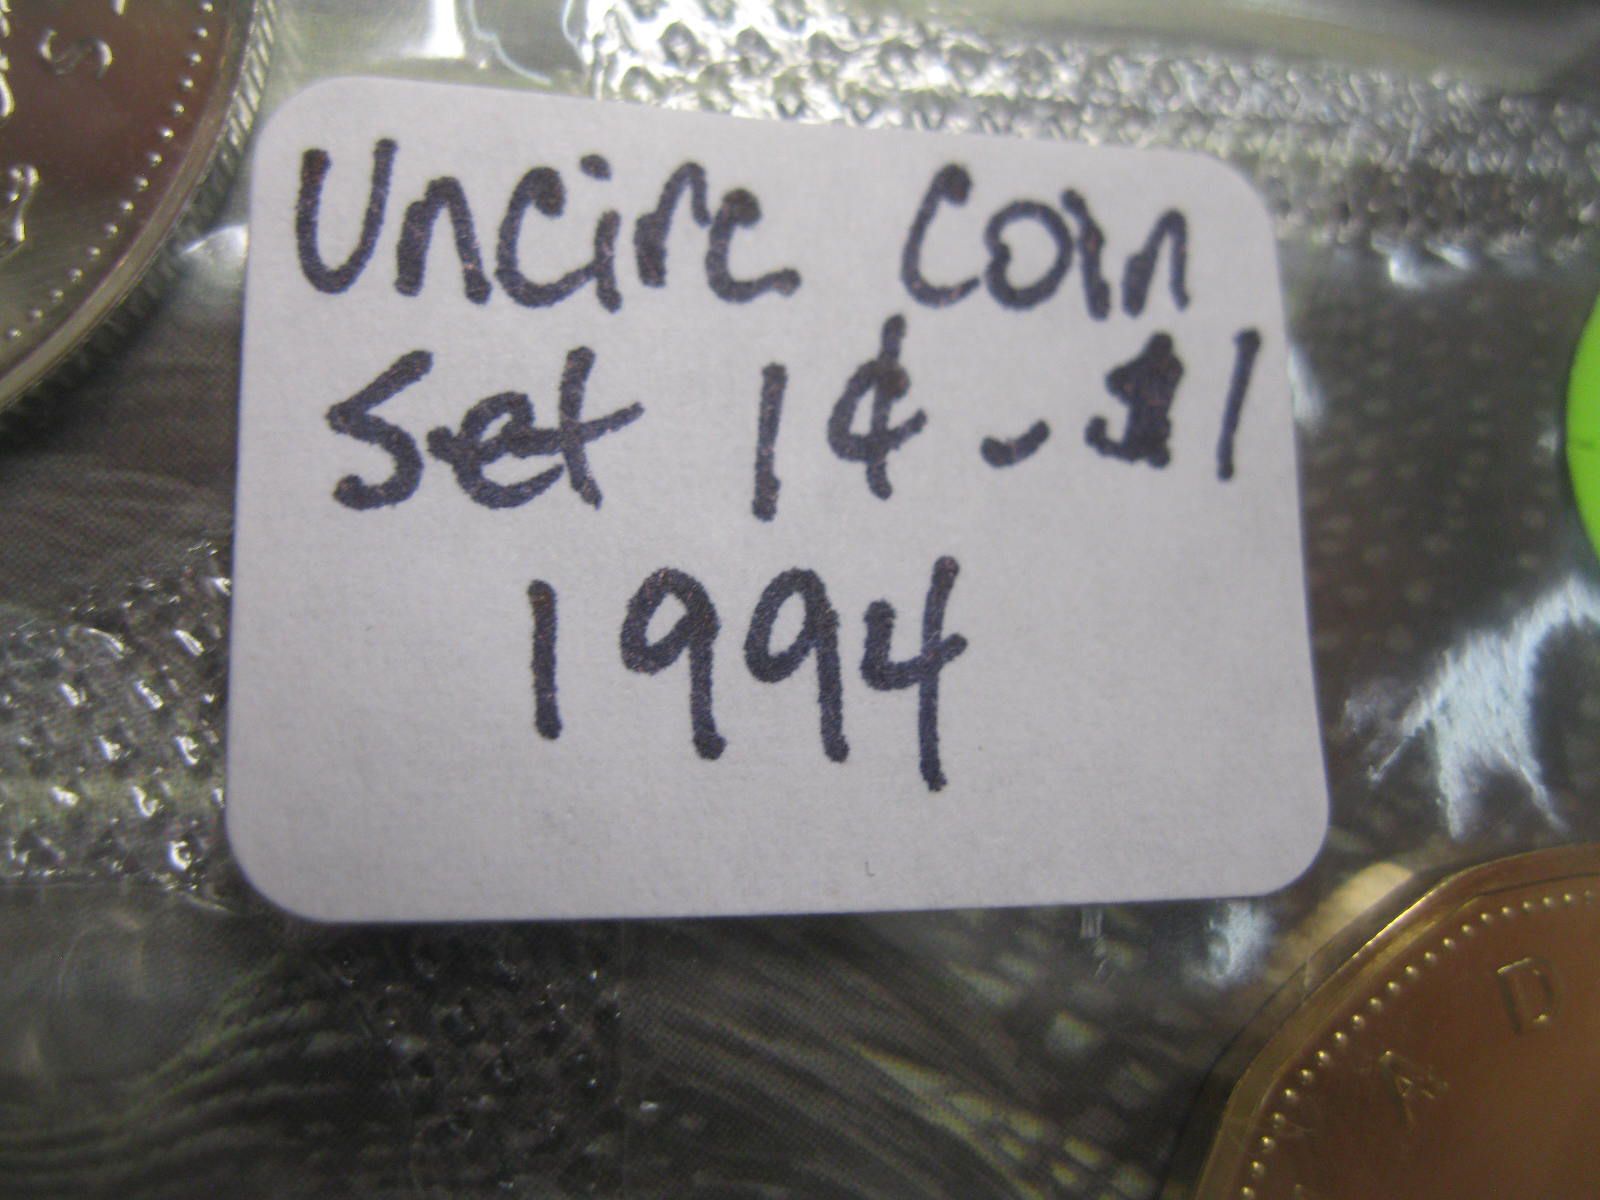 S
Uncirc Coin
Set 1¢ - $1
1994
A D